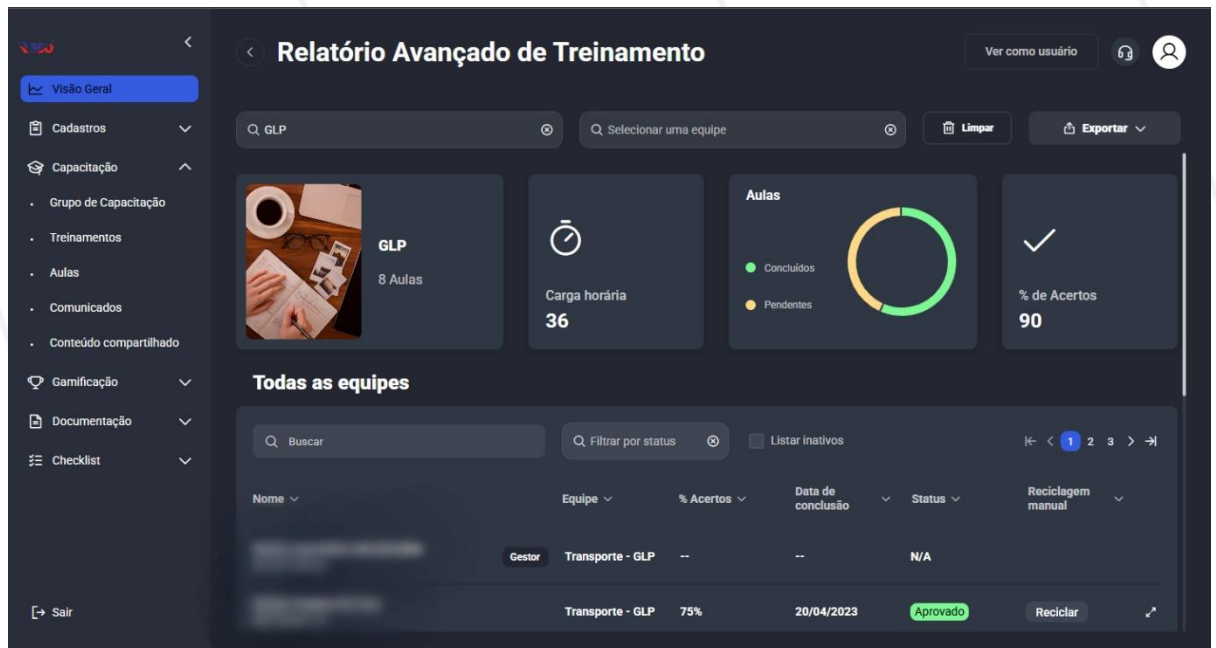 R360
Relatório Avançado de Treinamento
Ver como usuário
Visão Geral
Cadastros
Capacitação
Grupo de Capacitação
Treinamentos
Aulas
Comunicados
Conteúdo compartilhado
Gamificação
Documentação
Checklist
Sair
GLP
Selecionar uma equipe
Limpar
Exportar
GLP
8 Aulas
Carga horária
36
Aulas
Concluídos
Pendentes
% de Acertos
90
Todas as equipes
Buscar
Filtrar por status
Listar inativos
1 2 3
Nome
Equipe
% Acertos
Data de
conclusão
Status
Reciclagem
manual
Gestor Transporte - GLP -- -- N/A
Transporte - GLP 75% 20/04/2023 Aprovado Reciclar